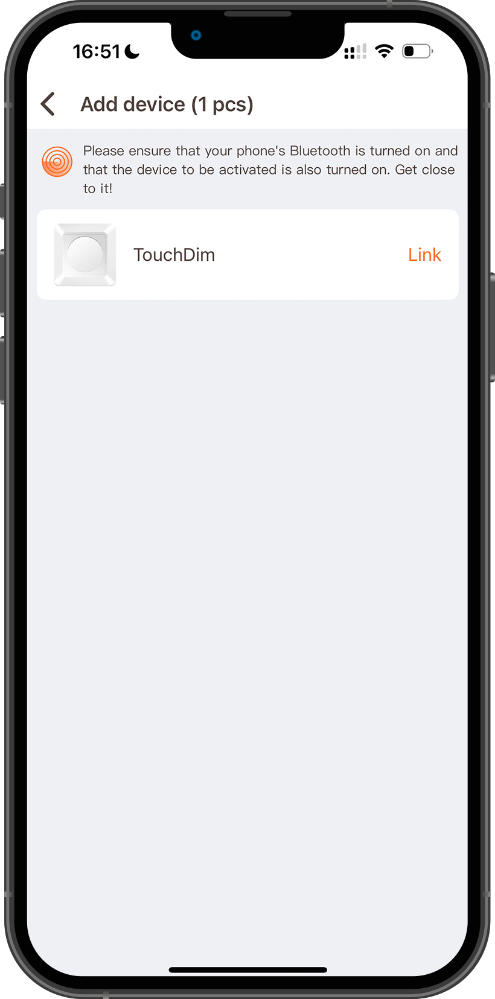 16:51
Add device (1 pcs)
Please ensure that your phone's Bluetooth is turned on and
that the device to be activated is also turned on. Get close
to it!
TouchDim
Link